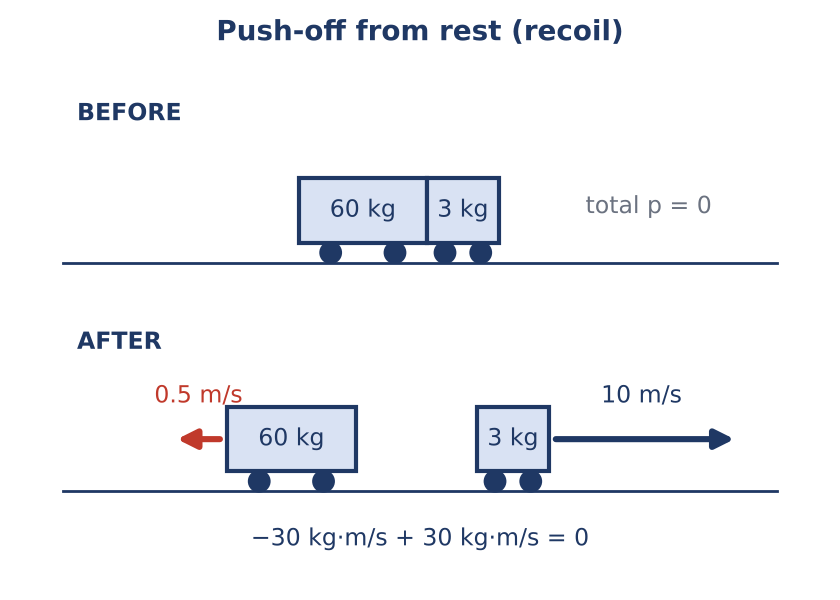 Push-off from rest (recoil)
BEFORE
60 kg
3 kg
total p = 0
AFTER
0.5 m/s
10 m/s
60 kg
3 kg
−30 kg·m/s + 30 kg·m/s = 0